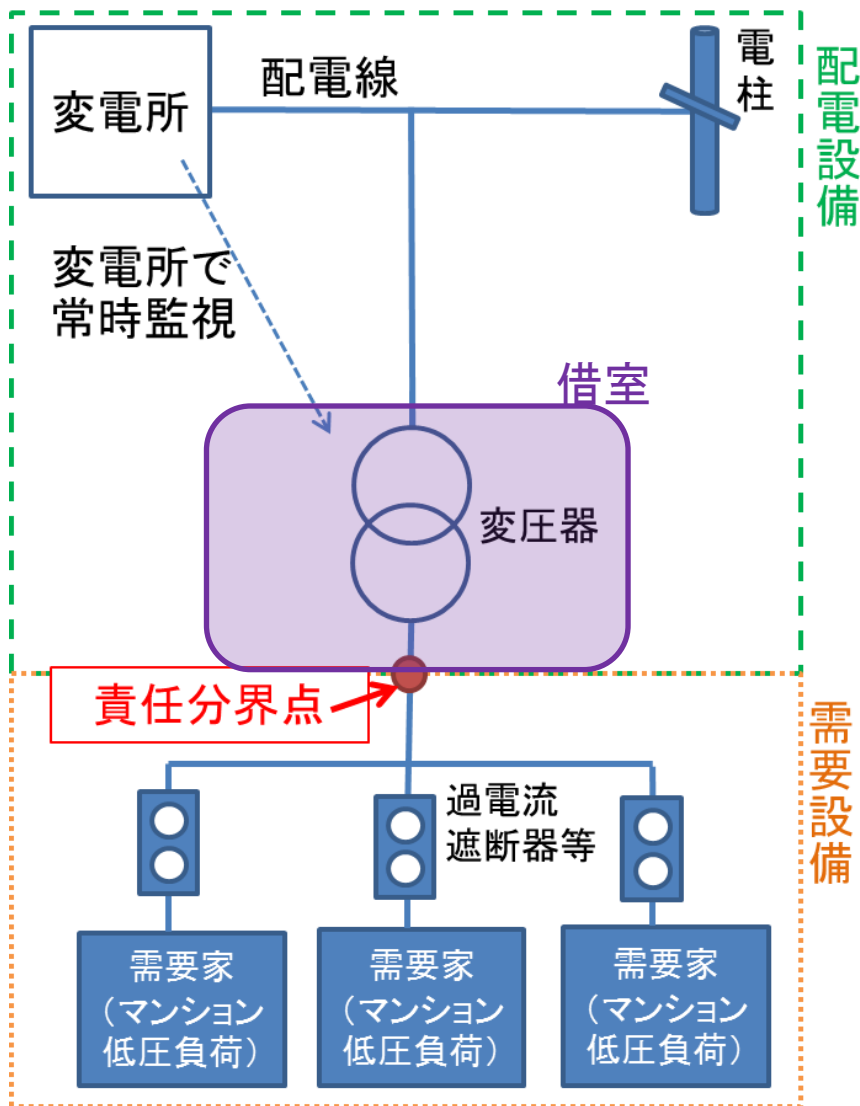 変電所
配電線
電柱
配電設備
変電所で
常時監視
借室
変圧器
責任分界点
需要設備
過電流
遮断器等
需要家
（マンション
低圧負荷）
需要家
（マンション
低圧負荷）
需要家
（マンション
低圧負荷）